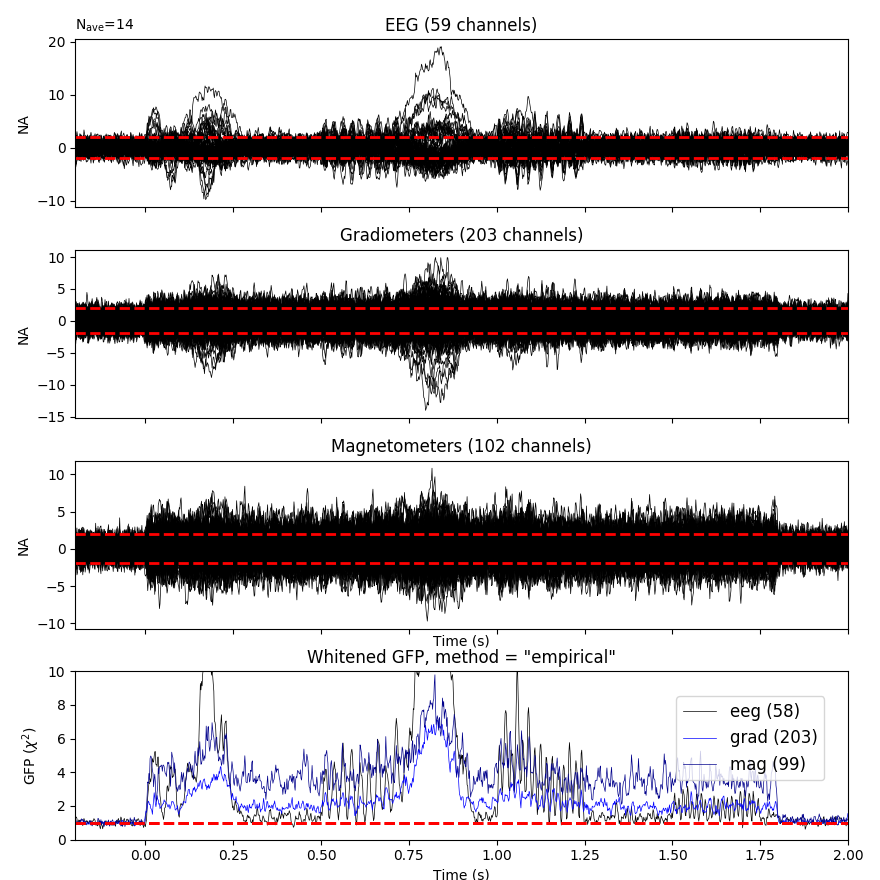 Nave=14
EEG (59 channels)
20
10
0
−10
NA
Gradiometers (203 channels)
10
5
0
−5
−10
−15
NA
Magnetometers (102 channels)
10
5
0
−5
−10
NA
Time (s)
Whitened GFP, method = "empirical"
10
8
6
4
2
0
GFP (χ²)
eeg (58)
grad (203)
mag (99)
0.00 0.25 0.50 0.75 1.00 1.25 1.50 1.75 2.00
Time (s)